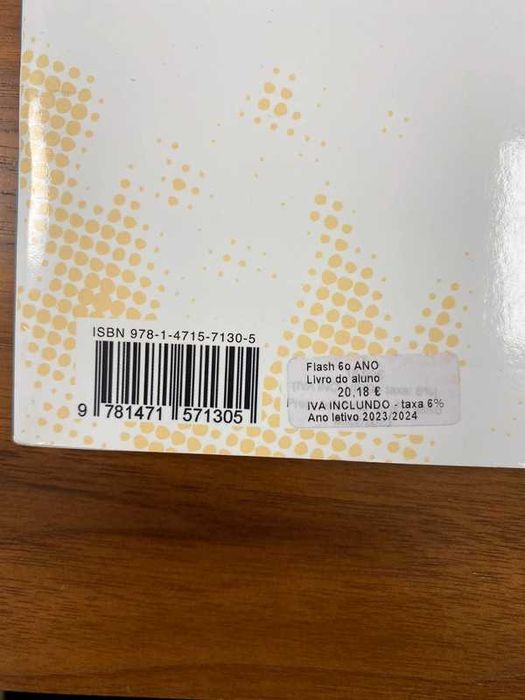 ISBN 978-1-4715-7130-5
9 781471 571305
Flash 6o ANO
Livro do aluno
20,18 €
IVA INCLUNDO - taxa 6%
Ano letivo 2023/2024